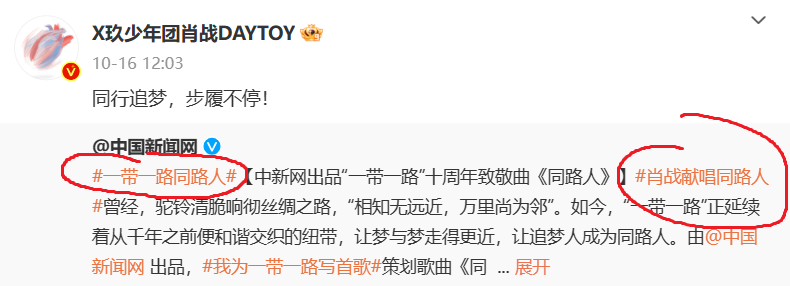 X玖少年团肖战DAYTOY
10-16 12:03
同行追梦，步履不停！
@中国新闻网
#一带一路同路人#【中新网出品“一带一路”十周年致敬曲《同路人》】#肖战献唱同路人
#曾经，驼铃清脆响彻丝绸之路，“相知无远近，万里尚为邻”。如今，“一带一路”正延续
着从千年之前便和谐交织的纽带，让梦与梦走得更近，让追梦人成为同路人。由@中国
新闻网 出品，#我为一带一路写首歌#策划歌曲《同 ... 展开